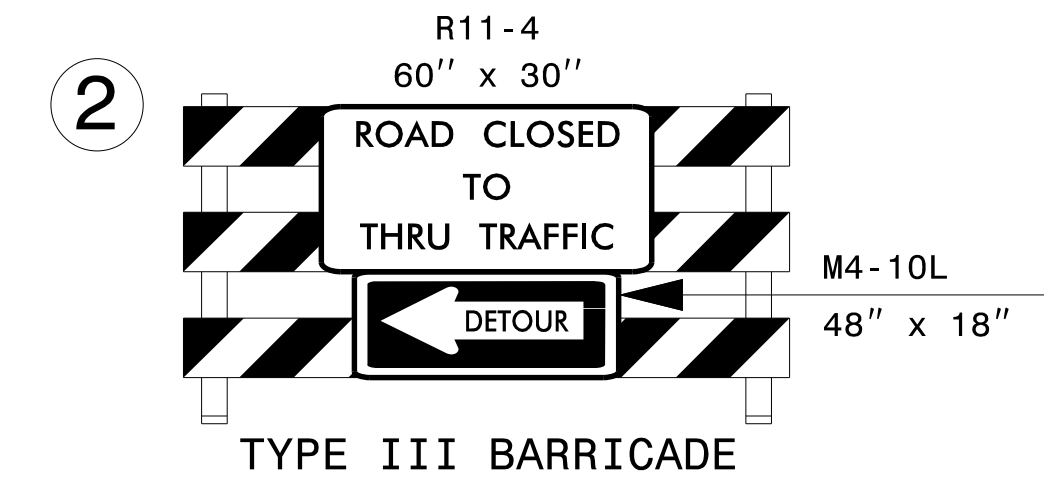 R11-4
60" x 30"
2
ROAD CLOSED
TO
THRU TRAFFIC
M4-10L
DETOUR
48" x 18"
TYPE III BARRICADE